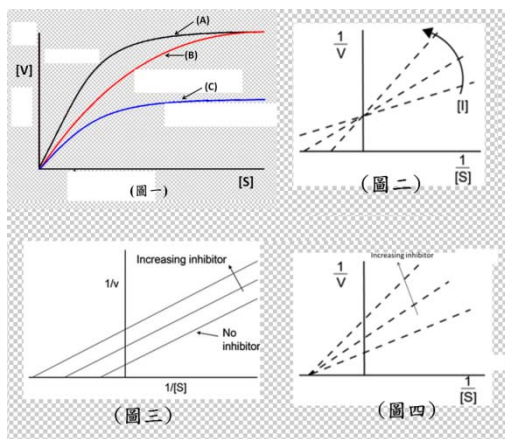 [V]
(A)
(B)
(C)
[S]
(圖一)
1
V
[I]
1
[S]
(圖二)
1/v
Increasing inhibitor
No
inhibitor
1/[S]
(圖三)
Increasing inhibitor
1
V
1
[S]
(圖四)